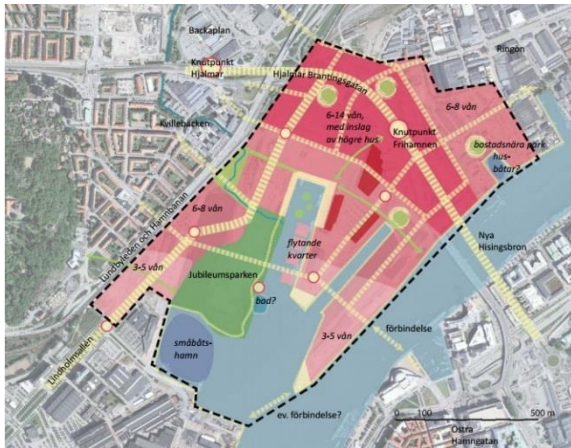 Backaplan
Ringön
Knutpunkt
Hjalmar
Hjalmar Brantingsgatan
6-8 vån
6-14 vån,
med inslag
av högre hus
Knutpunkt
Frihamnen
Kvillebäcken
bostadsnära park
hus-
båtar?
6-8 vån
Lundbyleden och Hamnbanan
Nya
Hisingsbron
flytande
kvarter
3-5 vån
Jubileumsparken
bad?
förbindelse
3-5 vån
småbåts-
hamn
Lindholmsallén
ev. förbindelse?
0 100 500 m
Östra
Hamngatan